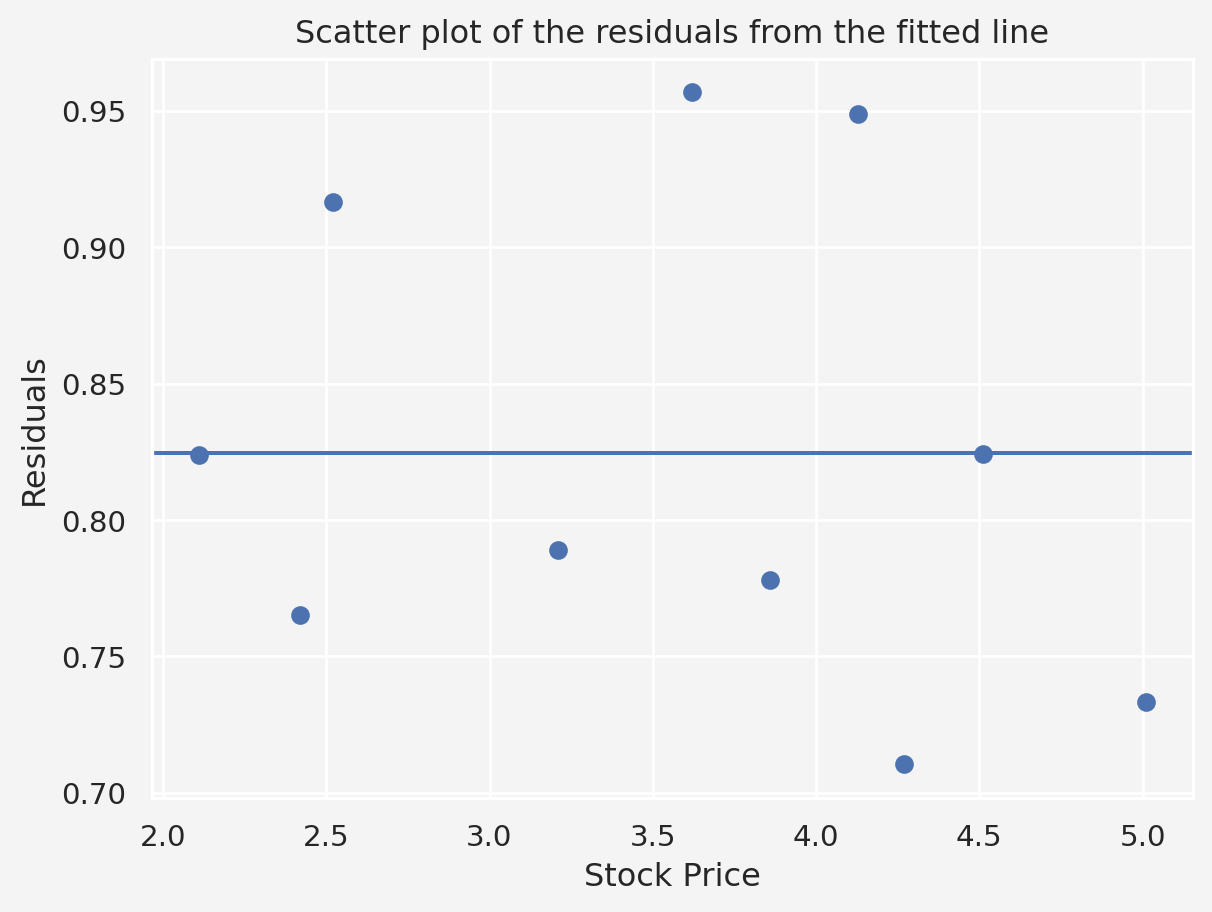 Scatter plot of the residuals from the fitted line
0.95
0.90
0.85
0.80
0.75
0.70
Residuals
2.0 2.5 3.0 3.5 4.0 4.5 5.0
Stock Price